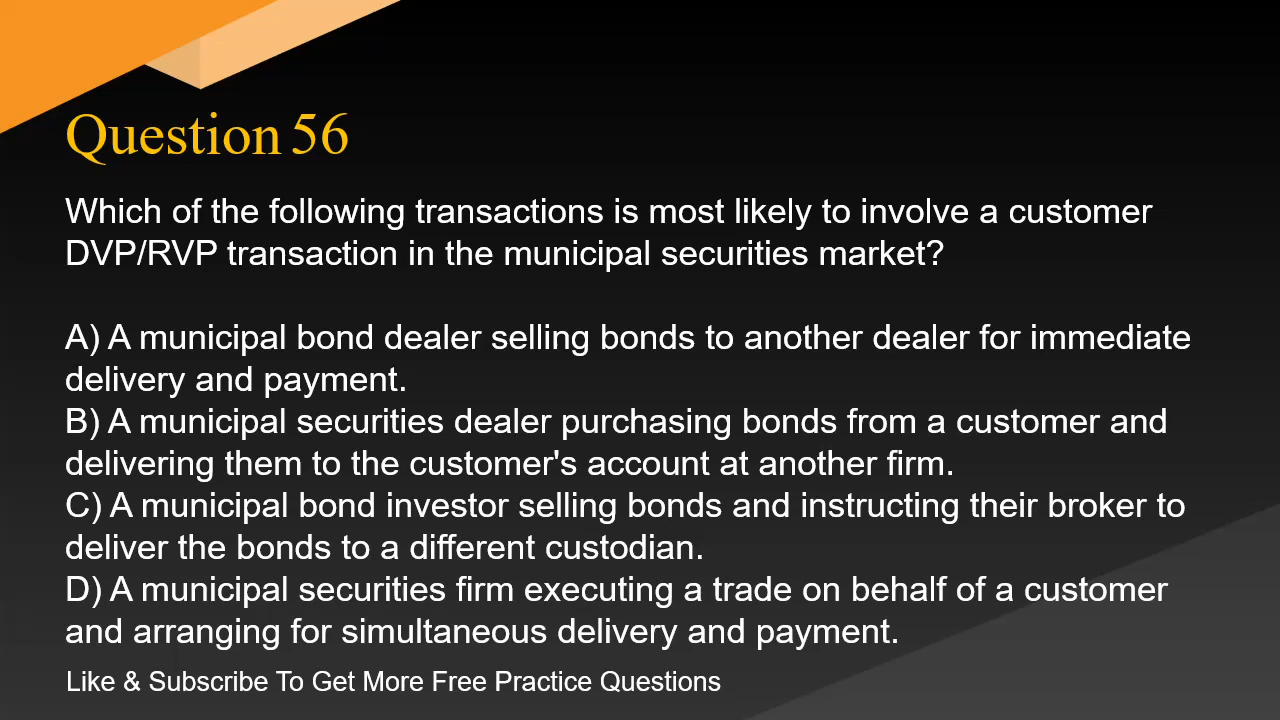 Question 56
Which of the following transactions is most likely to involve a customer
DVP/RVP transaction in the municipal securities market?
A) A municipal bond dealer selling bonds to another dealer for immediate
delivery and payment.
B) A municipal securities dealer purchasing bonds from a customer and
delivering them to the customer's account at another firm.
C) A municipal bond investor selling bonds and instructing their broker to
deliver the bonds to a different custodian.
D) A municipal securities firm executing a trade on behalf of a customer
and arranging for simultaneous delivery and payment.
Like & Subscribe To Get More Free Practice Questions